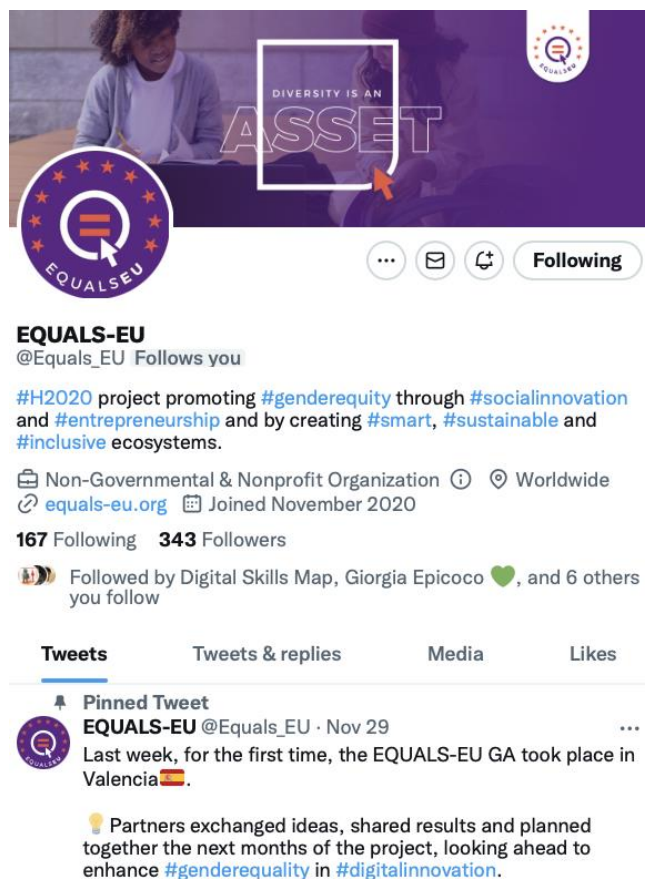 EQUALSEU
DIVERSITY IS AN
ASSET
EQUALSEU
Following
EQUALS-EU
@Equals_EU Follows you
#H2020 project promoting #genderequity through #socialinnovation
and #entrepreneurship and by creating #smart, #sustainable and
#inclusive ecosystems.
Non-Governmental & Nonprofit Organization Worldwide
equals-eu.org Joined November 2020
167 Following 343 Followers
Followed by Digital Skills Map, Giorgia Epicoco 💚, and 6 others
you follow
Tweets Tweets & replies Media Likes
Pinned Tweet
EQUALS-EU @Equals_EU · Nov 29
EQUALSEU
Last week, for the first time, the EQUALS-EU GA took place in
Valencia🇪🇸.
💡 Partners exchanged ideas, shared results and planned
together the next months of the project, looking ahead to
enhance #genderequality in #digitalinnovation.